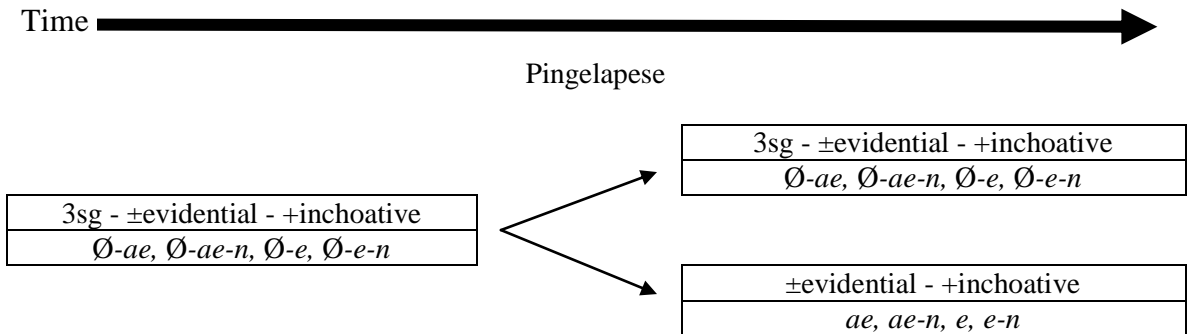 Time
Pingelapese
3sg - ±evidential - +inchoative
Ø-ae, Ø-ae-n, Ø-e, Ø-e-n
3sg - ±evidential - +inchoative
Ø-ae, Ø-ae-n, Ø-e, Ø-e-n
±evidential - +inchoative
ae, ae-n, e, e-n